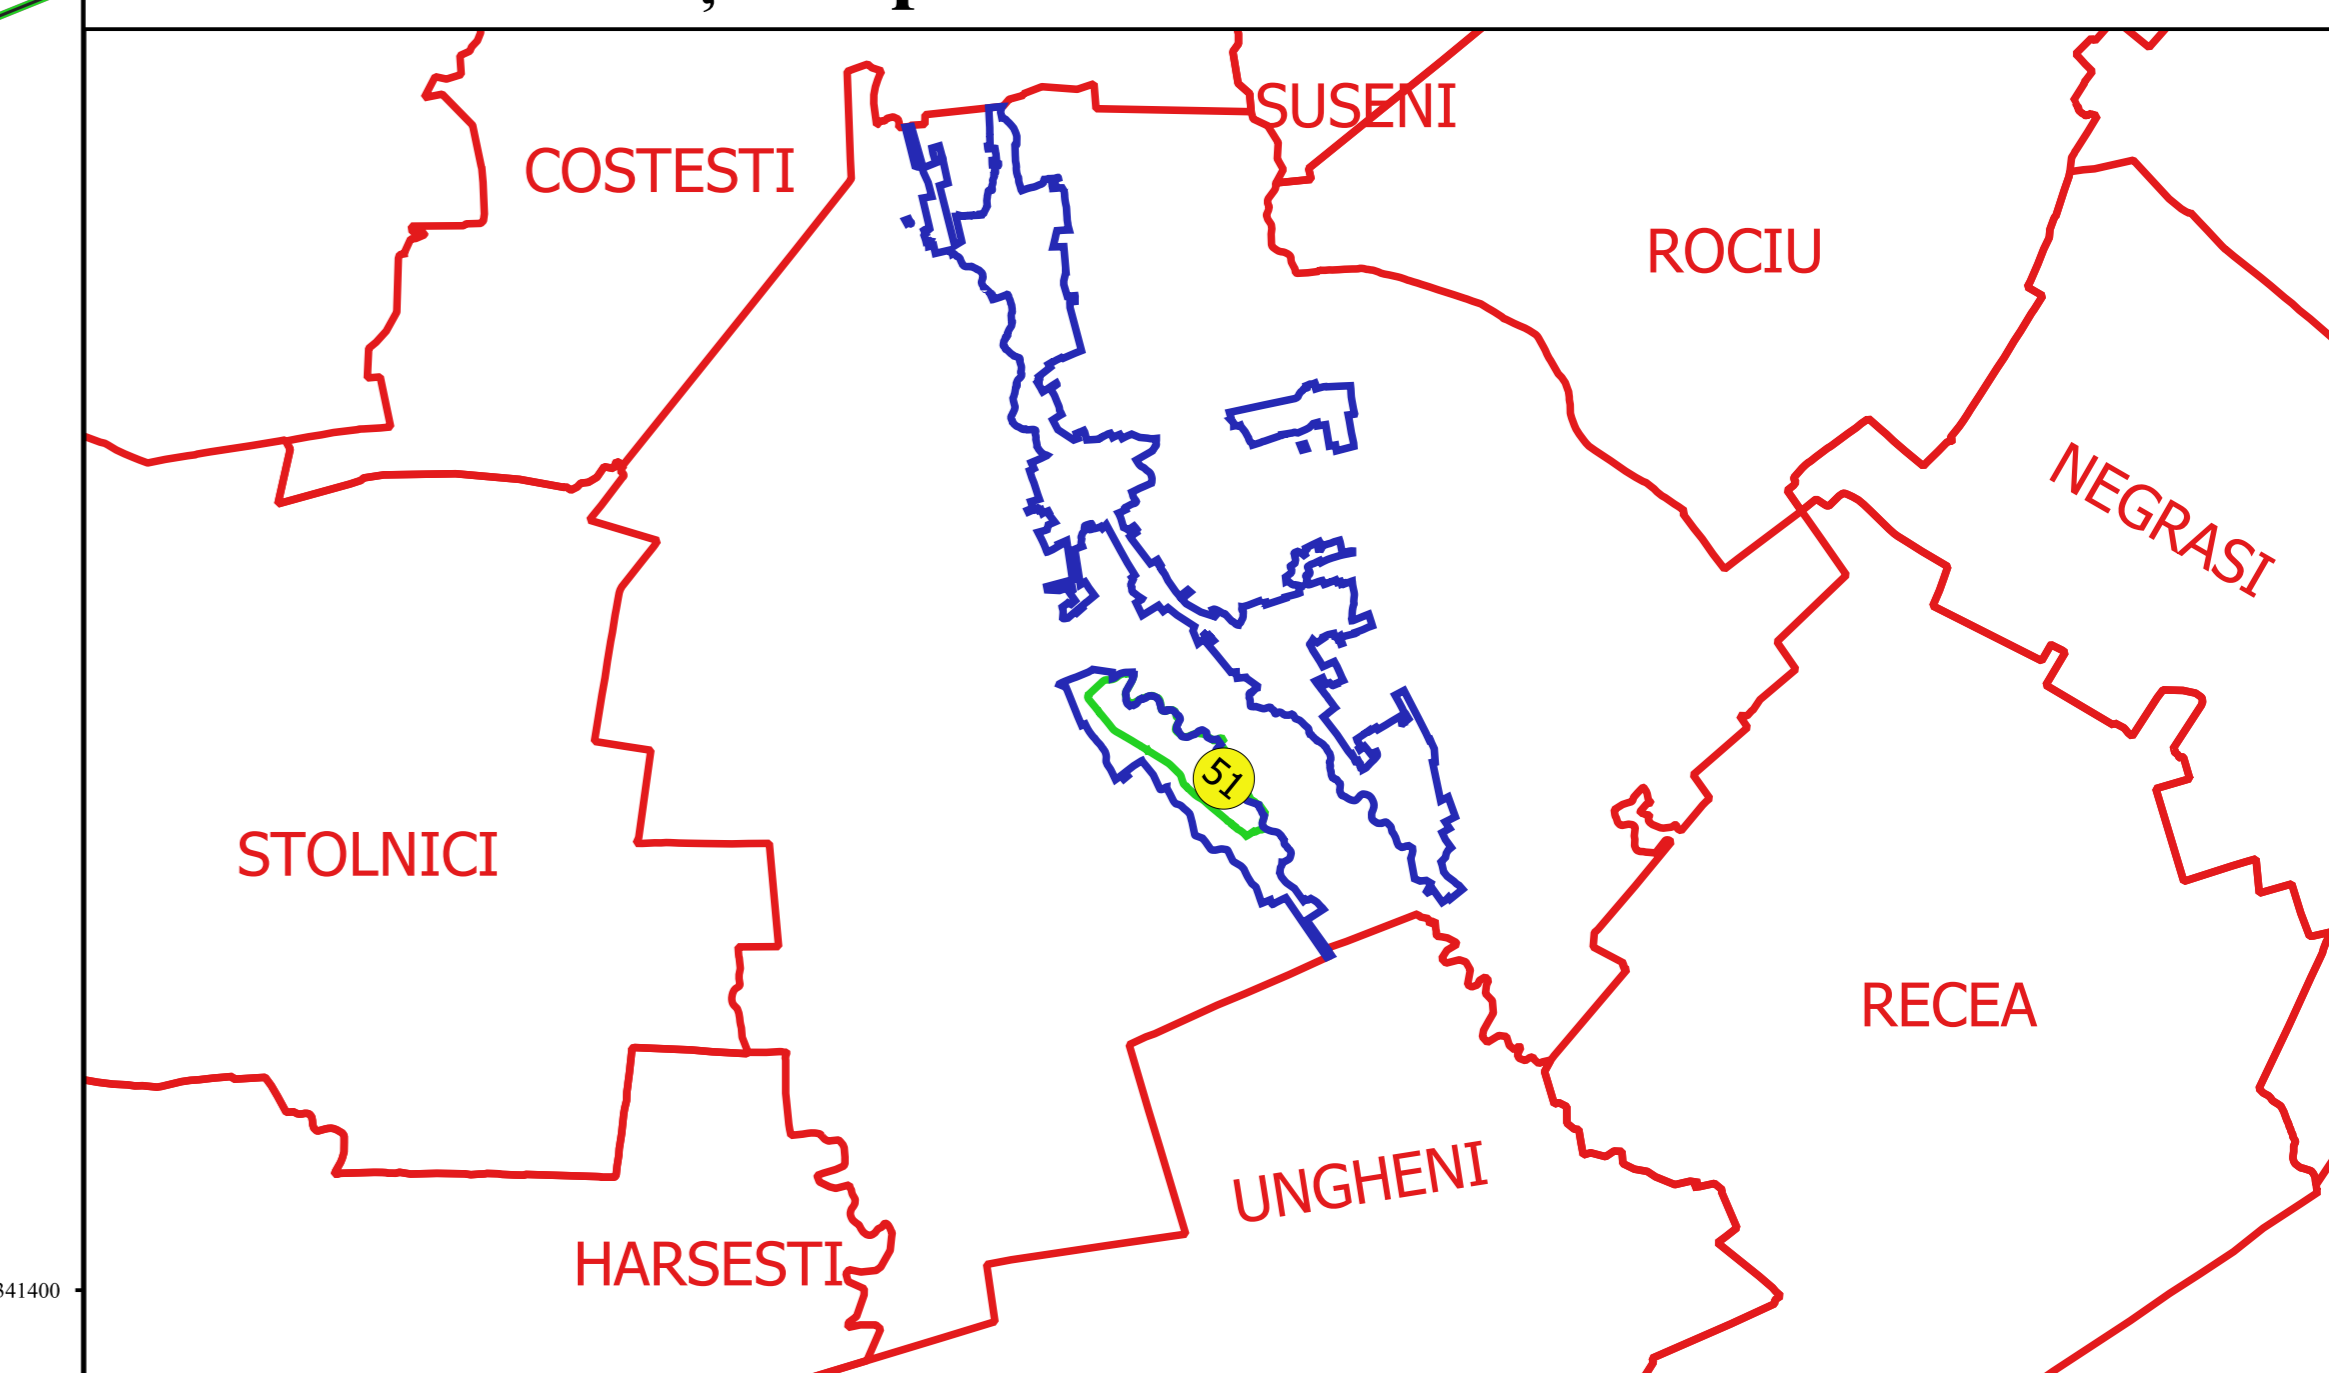 SUSENI
COSTESTI
ROCIU
NEGRASI
51
STOLNICI
RECEA
UNGHENI
HARSESTI
341400